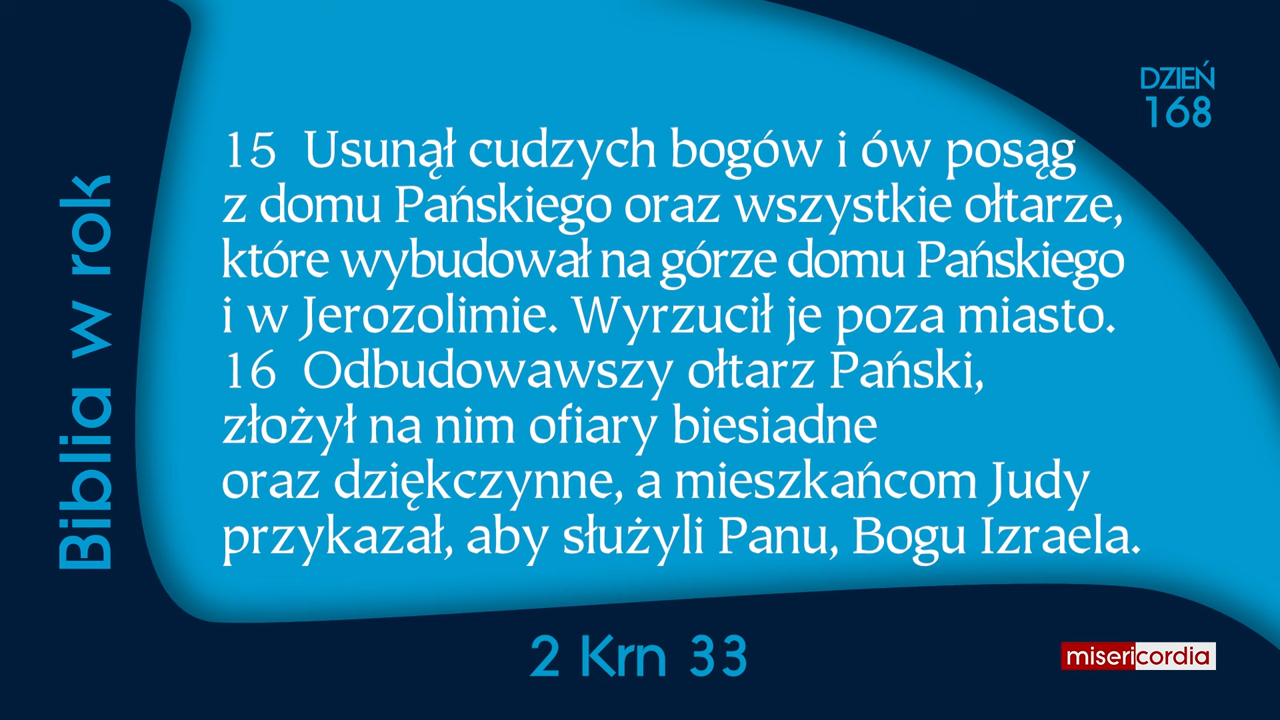 DZIEŃ
168
Biblia w rok
15 Usunął cudzych bogów i ów posąg
z domu Pańskiego oraz wszystkie ołtarze,
które wybudował na górze domu Pańskiego
i w Jerozolimie. Wyrzucił je poza miasto.
16 Odbudowawszy ołtarz Pański,
złożył na nim ofiary biesiadne
oraz dziękczynne, a mieszkańcom Judy
przykazał, aby służyli Panu, Bogu Izraela.
2 Krn 33
misericordia